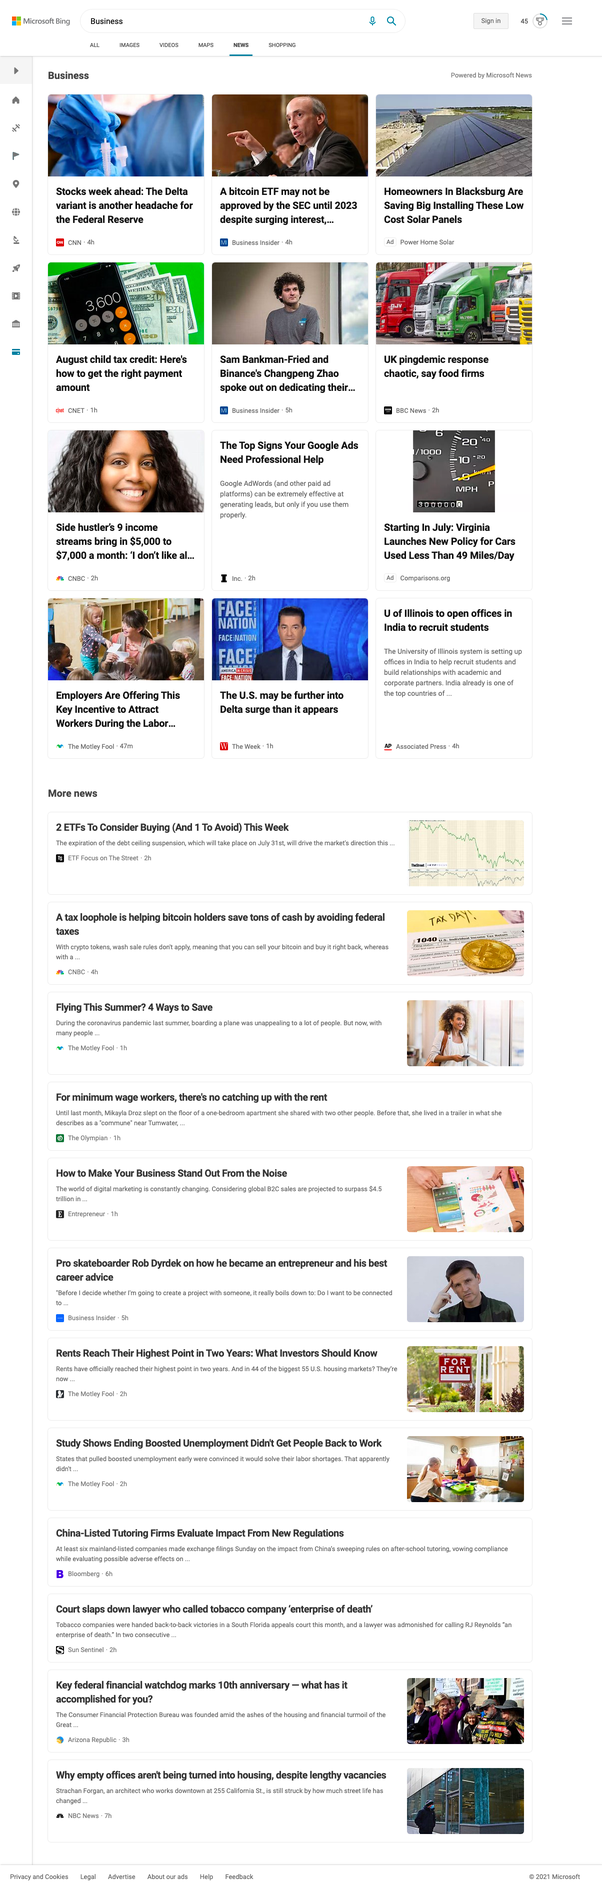 Microsoft Bing
Business
Sign in
45
ALL IMAGES VIDEOS MAPS NEWS SHOPPING
Business
Powered by Microsoft News
Stocks week ahead: The Delta
variant is another headache for
the Federal Reserve
CNN · 4h
A bitcoin ETF may not be
approved by the SEC until 2023
despite surging interest,...
Business Insider · 4h
Homeowners In Blacksburg Are
Saving Big Installing These Low
Cost Solar Panels
Ad Power Home Solar
3,600
August child tax credit: Here's
how to get the right payment
amount
CNET · 1h
Sam Bankman-Fried and
Binance's Changpeng Zhao
spoke out on dedicating their...
Business Insider · 5h
UK pingdemic response
chaotic, say food firms
BBC News · 2h
Side hustler's 9 income
streams bring in $5,000 to
$7,000 a month: 'I don't like al...
CNBC · 2h
The Top Signs Your Google Ads
Need Professional Help
Google AdWords (and other paid ad
platforms) can be extremely effective at
generating leads, but only if you use them
properly.
Inc. · 2h
MPH
Starting In July: Virginia
Launches New Policy for Cars
Used Less Than 49 Miles/Day
Ad Comparisons.org
Employers Are Offering This
Key Incentive to Attract
Workers During the Labor...
The Motley Fool · 47m
FACE NATION
The U.S. may be further into
Delta surge than it appears
The Week · 1h
U of Illinois to open offices in
India to recruit students
The University of Illinois system is setting up
offices in India to help recruit students and
build relationships with academic and
corporate partners. India already is one of
the top countries of ...
AP Associated Press · 4h
More news
2 ETFs To Consider Buying (And 1 To Avoid) This Week
The expiration of the debt ceiling suspension, which will take place on July 31st, will drive the market's direction this ...
ETF Focus on The Street · 2h
A tax loophole is helping bitcoin holders save tons of cash by avoiding federal
taxes
With crypto tokens, wash sale rules don't apply, meaning that you can sell your bitcoin and buy it right back, whereas
with a ...
CNBC · 4h
TAX DAY!
1040
Flying This Summer? 4 Ways to Save
During the coronavirus pandemic last summer, boarding a plane was unappealing to a lot of people. But now, with
many people ...
The Motley Fool · 1h
For minimum wage workers, there's no catching up with the rent
Until last month, Mikayla Droz slept on the floor of a one-bedroom apartment she shared with two other people. Before that, she lived in a trailer in what she
describes as a "commune" near Tumwater, ...
The Olympian · 1h
How to Make Your Business Stand Out From the Noise
The world of digital marketing is constantly changing. Considering global B2C sales are projected to surpass $4.5
trillion in ...
Entrepreneur · 1h
Pro skateboarder Rob Dyrdek on how he became an entrepreneur and his best
career advice
"Before I decide whether I'm going to create a project with someone, it really boils down to: Do I want to be connected
to ...
Business Insider · 5h
Rents Reach Their Highest Point in Two Years: What Investors Should Know
Rents have officially reached their highest point in two years. And in 44 of the biggest 55 U.S. housing markets? They're
now ...
The Motley Fool · 2h
FOR
RENT
Study Shows Ending Boosted Unemployment Didn't Get People Back to Work
States that pulled boosted unemployment early were convinced it would solve their labor shortages. That apparently
didn't ...
The Motley Fool · 2h
China-Listed Tutoring Firms Evaluate Impact From New Regulations
At least six mainland-listed companies made exchange filings Sunday on the impact from China's sweeping rules on after-school tutoring, vowing compliance
while evaluating possible adverse effects on ...
Bloomberg · 6h
Court slaps down lawyer who called tobacco company 'enterprise of death'
Tobacco companies were handed back-to-back victories in a South Florida appeals court this month, and a lawyer was admonished for calling RJ Reynolds "an
enterprise of death." In two consecutive ...
Sun Sentinel · 2h
Key federal financial watchdog marks 10th anniversary — what has it
accomplished for you?
The Consumer Financial Protection Bureau was founded amid the ashes of the housing and financial turmoil of the
Great ...
Arizona Republic · 3h
Why empty offices aren't being turned into housing, despite lengthy vacancies
Strachan Forgan, an architect who works downtown at 255 California St., is still struck by how much street life has
changed ...
NBC News · 7h
Privacy and Cookies Legal Advertise About our ads Help Feedback © 2021 Microsoft